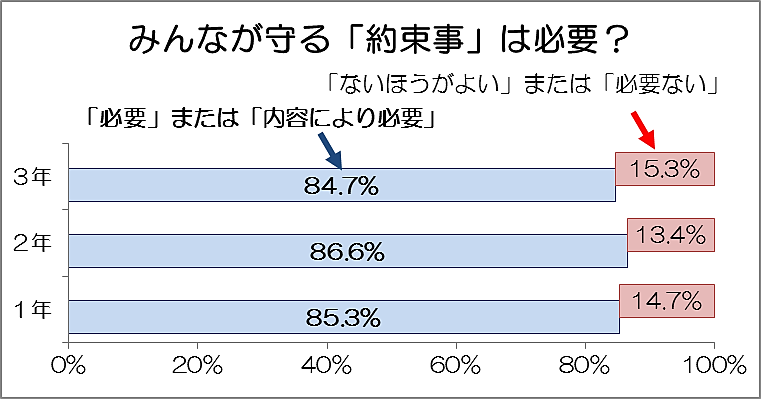 みんなが守る「約束事」は必要？
「ないほうがよい」または「必要ない」
「必要」または「内容により必要」
3年
84.7%
15.3%
2年
86.6%
13.4%
1年
85.3%
14.7%
0%
20%
40%
60%
80%
100%